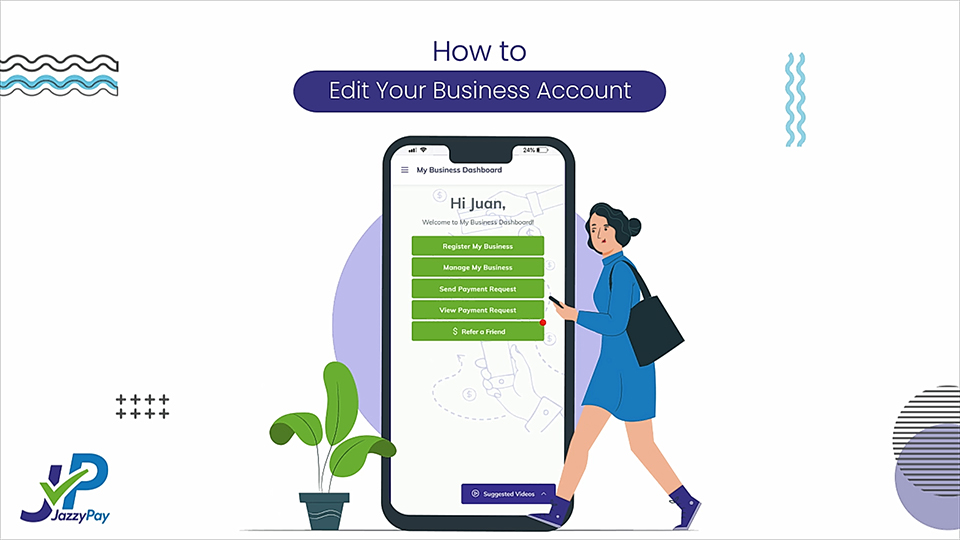 How to
Edit Your Business Account
24%
My Business Dashboard
Hi Juan,
Welcome to My Business Dashboard!
Register My Business
Manage My Business
Send Payment Request
View Payment Request
$ Refer a Friend
Suggested Videos
JP
JazzyPay